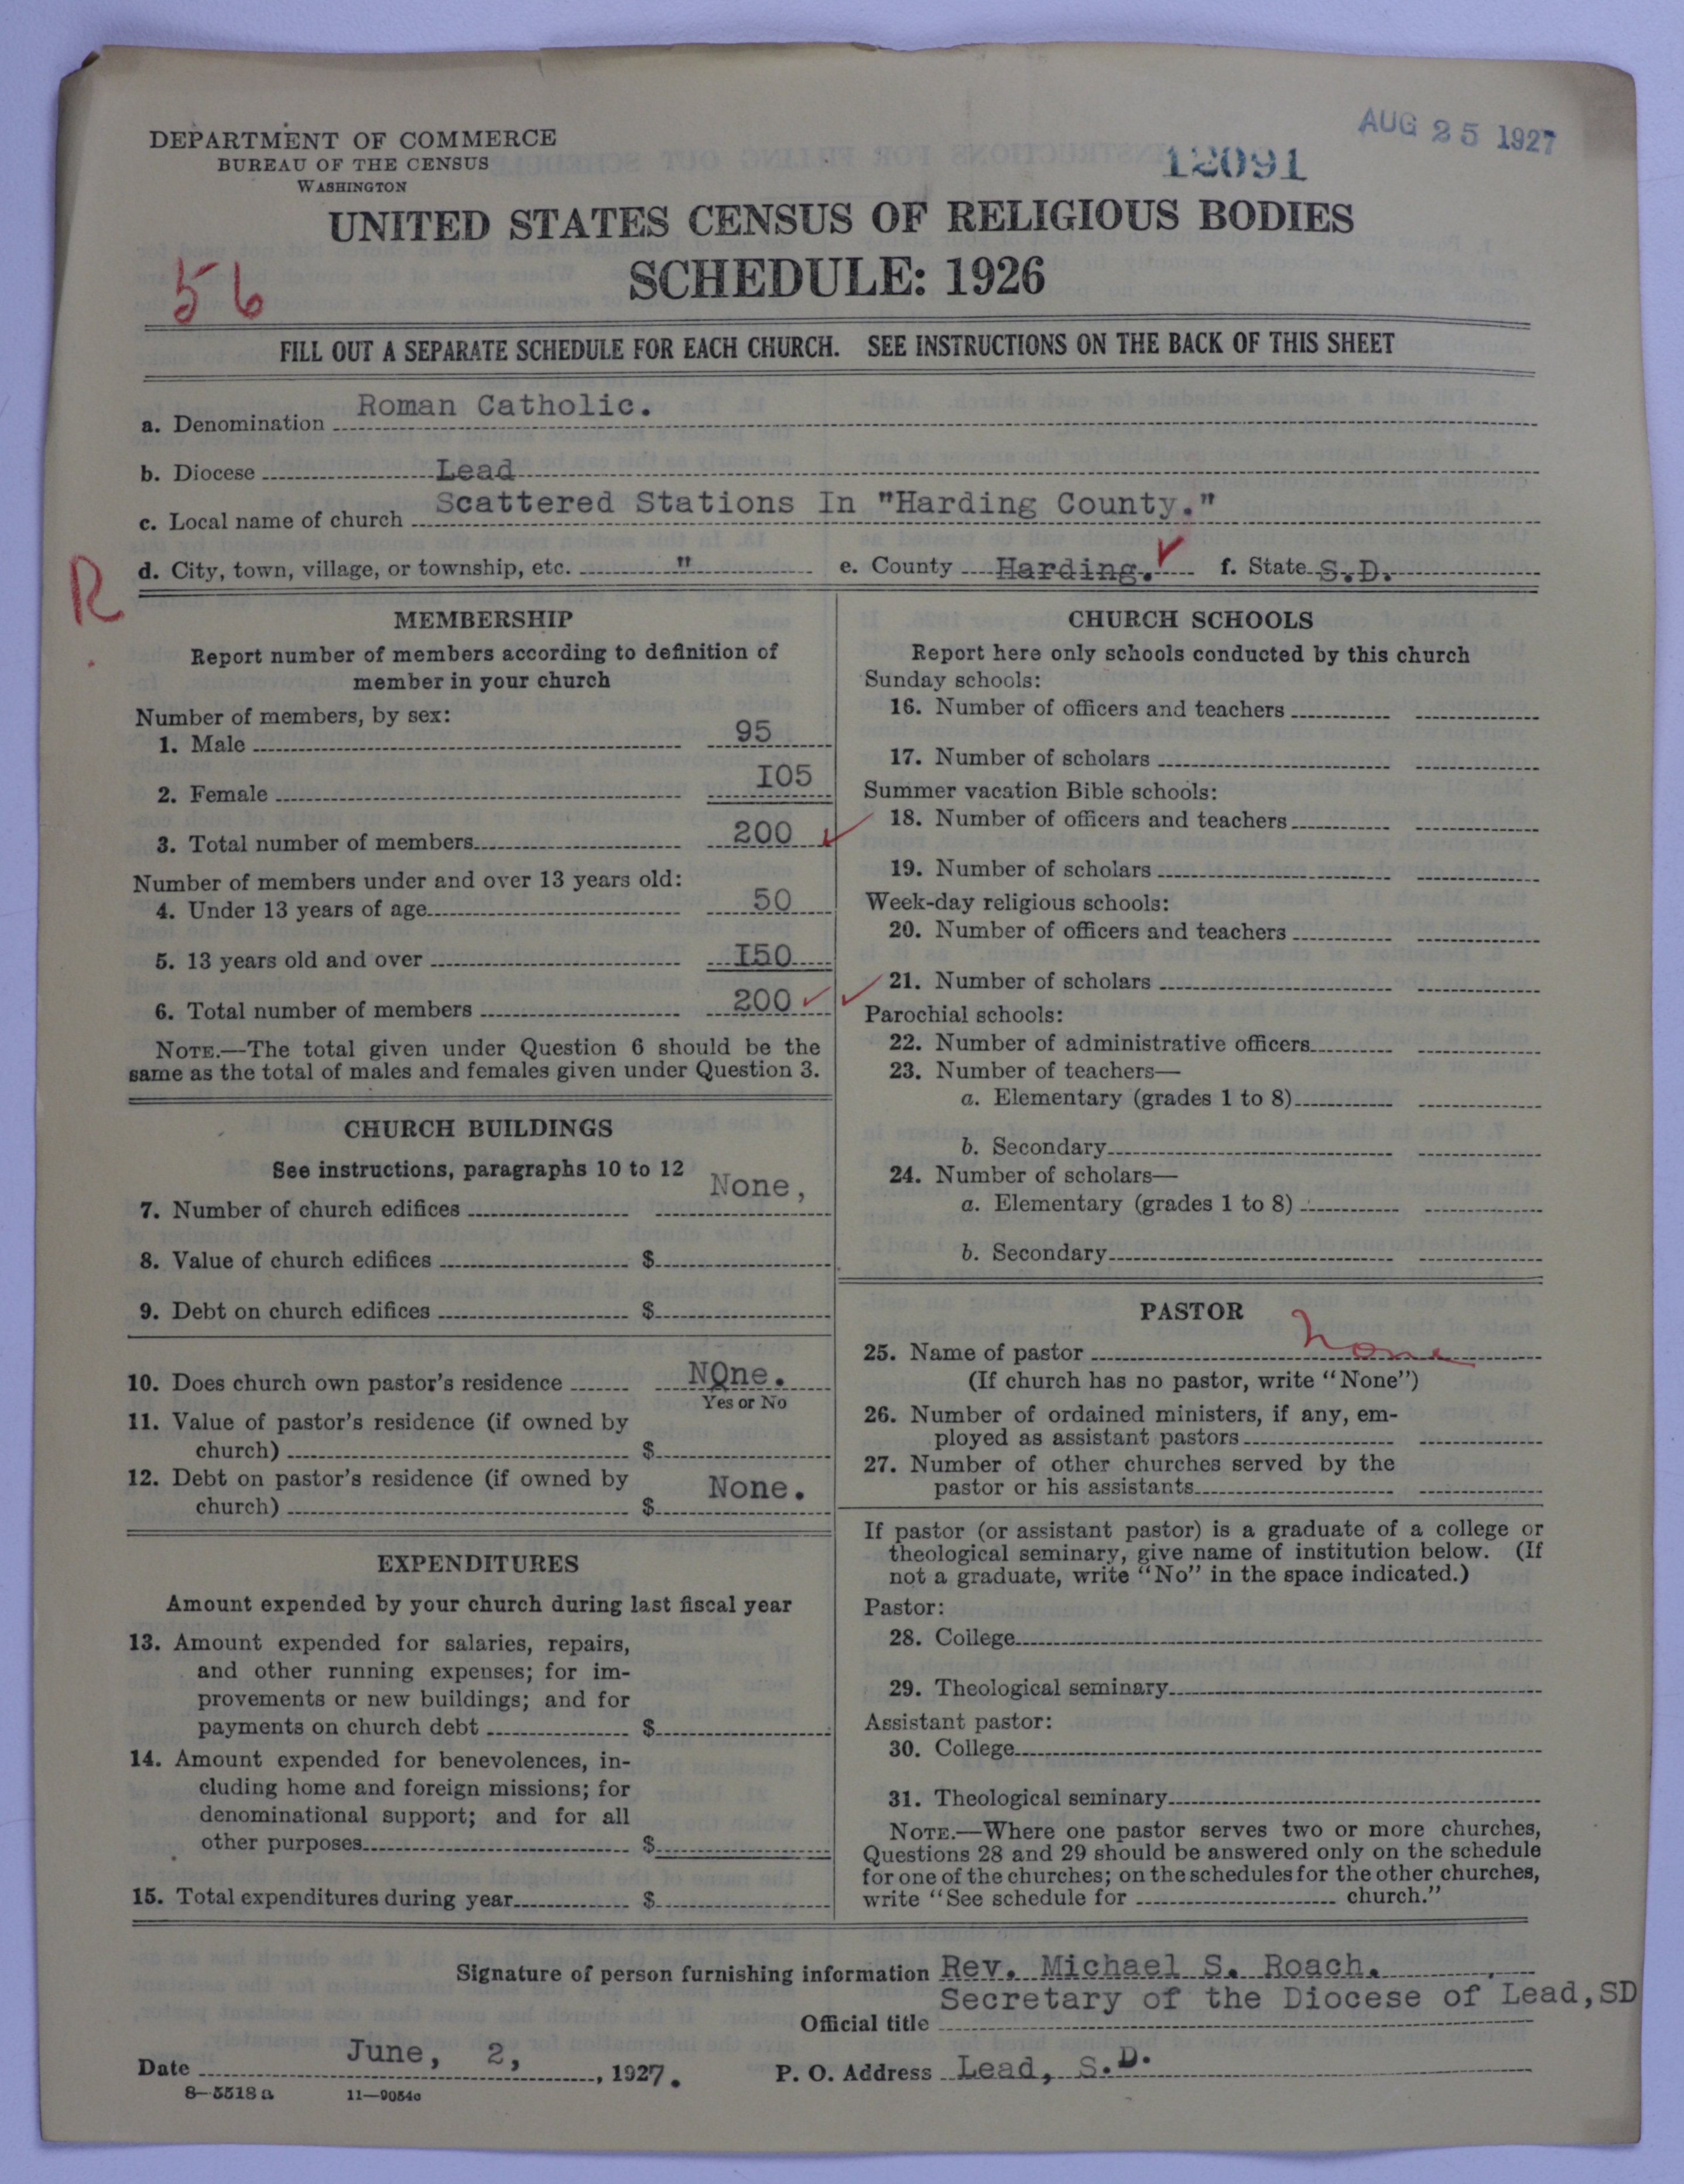 AUG 25 1927
DEPARTMENT OF COMMERCE
BUREAU OF THE CENSUS
WASHINGTON
12091
UNITED STATES CENSUS OF RELIGIOUS BODIES
SCHEDULE: 1926
56
FILL OUT A SEPARATE SCHEDULE FOR EACH CHURCH. SEE INSTRUCTIONS ON THE BACK OF THIS SHEET
a. Denomination Roman Catholic.
b. Diocese Lead
c. Local name of church Scattered Stations In "Harding County."
d. City, town, village, or township, etc. " e. County Harding. f. State S.D.
R
MEMBERSHIP
Report number of members according to definition of
member in your church
Number of members, by sex:
1. Male 95
2. Female I05
3. Total number of members 200
Number of members under and over 13 years old:
4. Under 13 years of age 50
5. 13 years old and over I50
6. Total number of members 200
NOTE.—The total given under Question 6 should be the
same as the total of males and females given under Question 3.
CHURCH BUILDINGS
See instructions, paragraphs 10 to 12
7. Number of church edifices None,
8. Value of church edifices $
9. Debt on church edifices $
10. Does church own pastor's residence NOne.
Yes or No
11. Value of pastor's residence (if owned by
church) $
12. Debt on pastor's residence (if owned by
church) $ None.
EXPENDITURES
Amount expended by your church during last fiscal year
13. Amount expended for salaries, repairs,
and other running expenses; for im-
provements or new buildings; and for
payments on church debt $
14. Amount expended for benevolences, in-
cluding home and foreign missions; for
denominational support; and for all
other purposes $
15. Total expenditures during year $
CHURCH SCHOOLS
Report here only schools conducted by this church
Sunday schools:
16. Number of officers and teachers
17. Number of scholars
Summer vacation Bible schools:
18. Number of officers and teachers
19. Number of scholars
Week-day religious schools:
20. Number of officers and teachers
21. Number of scholars
Parochial schools:
22. Number of administrative officers
23. Number of teachers—
a. Elementary (grades 1 to 8)
b. Secondary
24. Number of scholars—
a. Elementary (grades 1 to 8)
b. Secondary
PASTOR
25. Name of pastor None
(If church has no pastor, write "None")
26. Number of ordained ministers, if any, em-
ployed as assistant pastors
27. Number of other churches served by the
pastor or his assistants
If pastor (or assistant pastor) is a graduate of a college or
theological seminary, give name of institution below. (If
not a graduate, write "No" in the space indicated.)
Pastor:
28. College
29. Theological seminary
Assistant pastor:
30. College
31. Theological seminary
NOTE.—Where one pastor serves two or more churches,
Questions 28 and 29 should be answered only on the schedule
for one of the churches; on the schedules for the other churches,
write "See schedule for church."
Signature of person furnishing information Rev. Michael S. Roach.
Official title Secretary of the Diocese of Lead, SD
Date June, 2, , 1927. P. O. Address Lead, S.D.
8-5518a 11-9054a